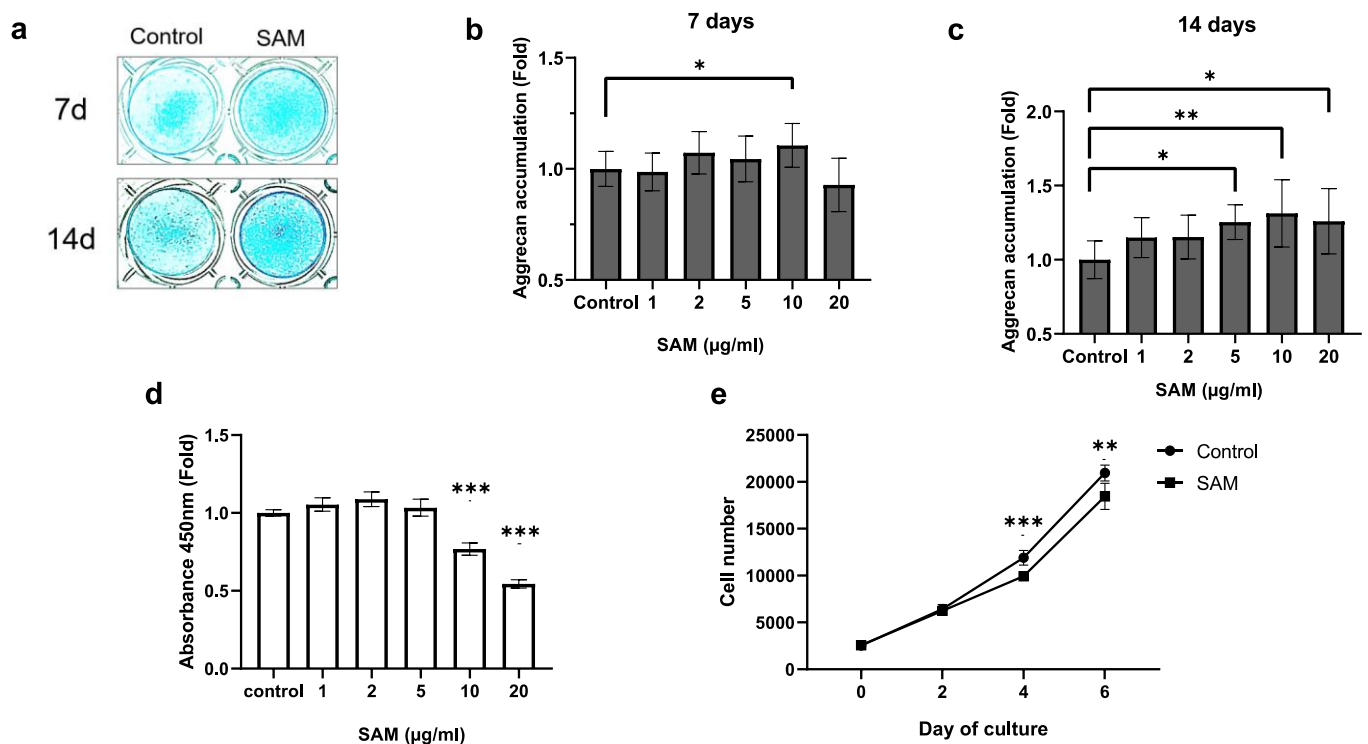 a
Control SAM
7d
14d
b
7 days
Aggrecan accumulation (Fold)
1.5
1.0
0.5
*
Control 1 2 5 10 20
SAM (µg/ml)
c
14 days
Aggrecan accumulation (Fold)
2.0
1.5
1.0
0.5
*
**
*
Control 1 2 5 10 20
SAM (µg/ml)
d
Absorbance 450nm (Fold)
1.5
1.0
0.5
0.0
***
***
control 1 2 5 10 20
SAM (µg/ml)
e
Cell number
25000
20000
15000
10000
5000
0
***
**
Control
SAM
0 2 4 6
Day of culture